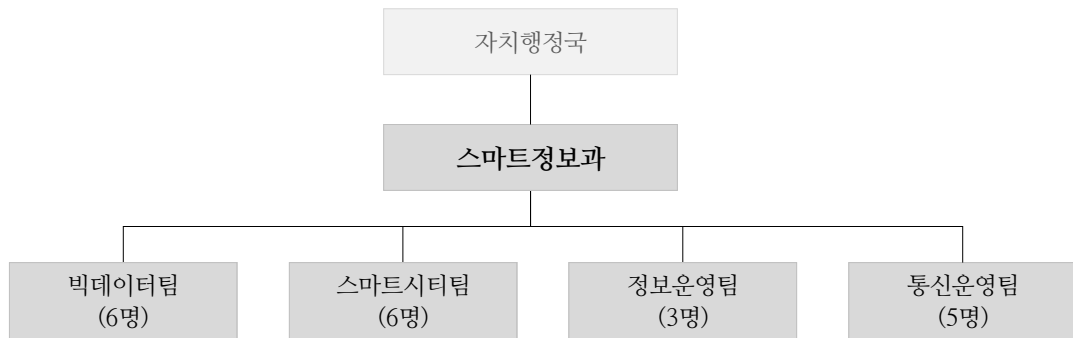 자치행정국
스마트정보과
빅데이터팀
(6명)
스마트시티팀
(6명)
정보운영팀
(3명)
통신운영팀
(5명)